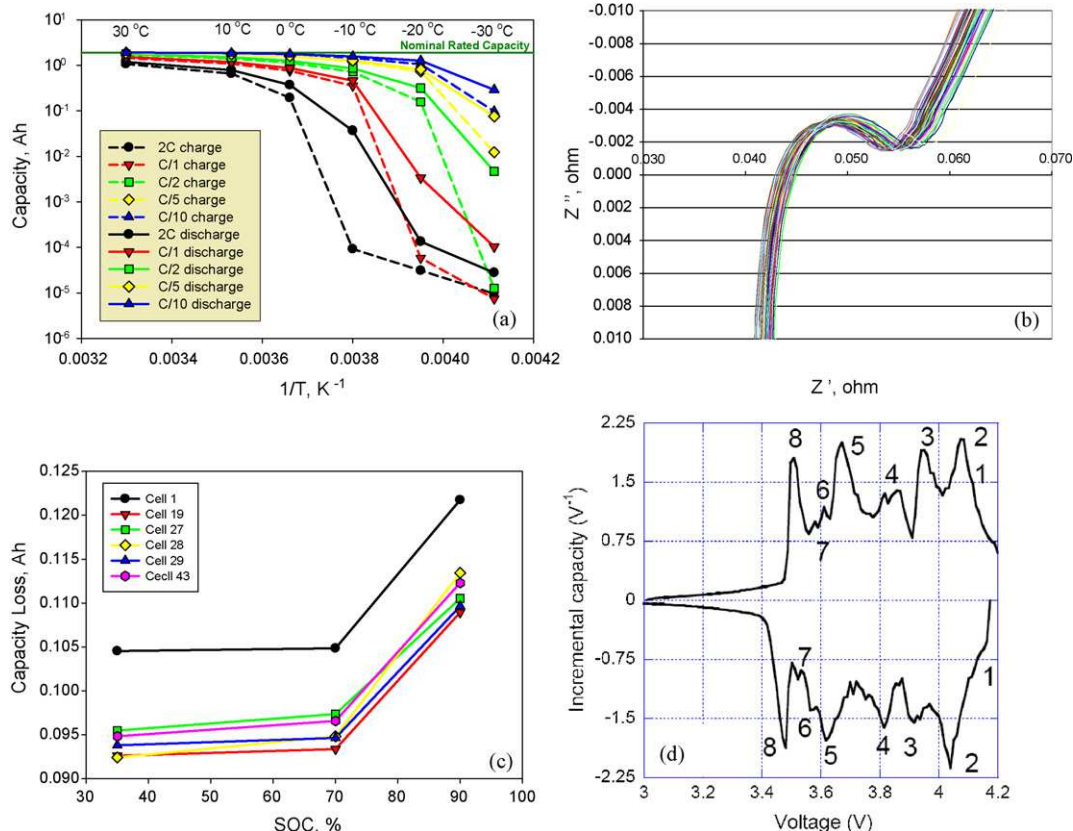 30 °C 10 °C 0 °C -10 °C -20 °C -30 °C
Nominal Rated Capacity
10¹
10⁰
10⁻¹
10⁻²
10⁻³
10⁻⁴
10⁻⁵
10⁻⁶
Capacity, Ah
2C charge
C/1 charge
C/2 charge
C/5 charge
C/10 charge
2C discharge
C/1 discharge
C/2 discharge
C/5 discharge
C/10 discharge
(a)
0.0032 0.0034 0.0036 0.0038 0.0040 0.0042
1/T, K⁻¹
-0.010
-0.008
-0.006
-0.004
-0.002
0.000
0.002
0.004
0.006
0.008
0.010
Z'', ohm
0.030 0.040 0.050 0.060 0.070
(b)
Z', ohm
0.125
0.120
0.115
0.110
0.105
0.100
0.095
0.090
Capacity Loss, Ah
Cell 1
Cell 19
Cell 27
Cell 28
Cell 29
Cecll 43
(c)
30 40 50 60 70 80 90 100
SOC, %
2.25
1.5
0.75
0
-0.75
-1.5
-2.25
Incremental capacity (V⁻¹)
8 6 7 5 4 3 2 1
8 7 6 5 4 3 2 1
(d)
3 3.2 3.4 3.6 3.8 4 4.2
Voltage (V)